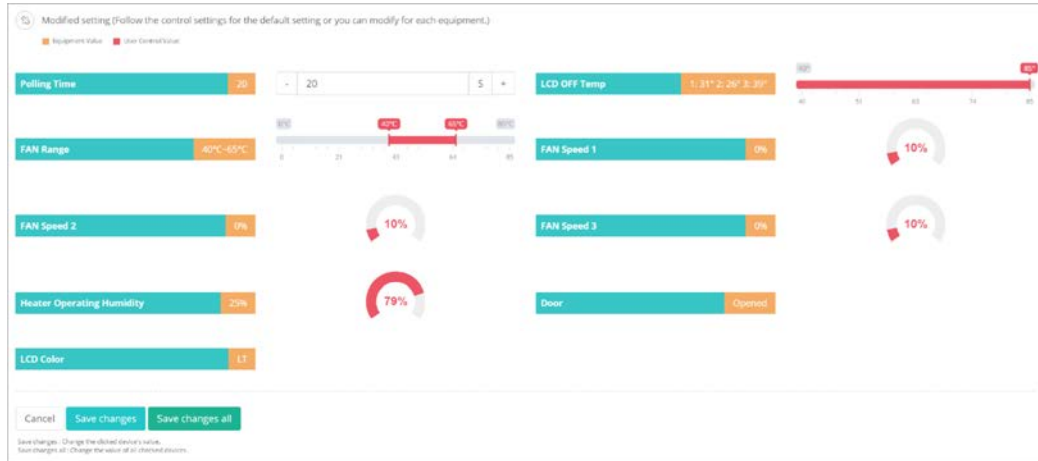 Modified setting (Follow the control settings for the default setting or you can modify for each equipment.)
Equipment Value User Control Value
Polling Time 20 - 20 S +
LCD OFF Temp 1: 31° 2: 26° 3: 39° 40° 85°
40 51 63 74 85
FAN Range 40℃~65℃ 0℃ 40℃ 65℃
0 21 43 64 85
FAN Speed 1 0% 10%
FAN Speed 2 0% 10%
FAN Speed 3 0% 10%
Heater Operating Humidity 25% 79%
Door Opened
LCD Color LT
Cancel Save changes Save changes all
Save changes : Change the clicked device's value.
Save changes all : Change the value of all checked devices.